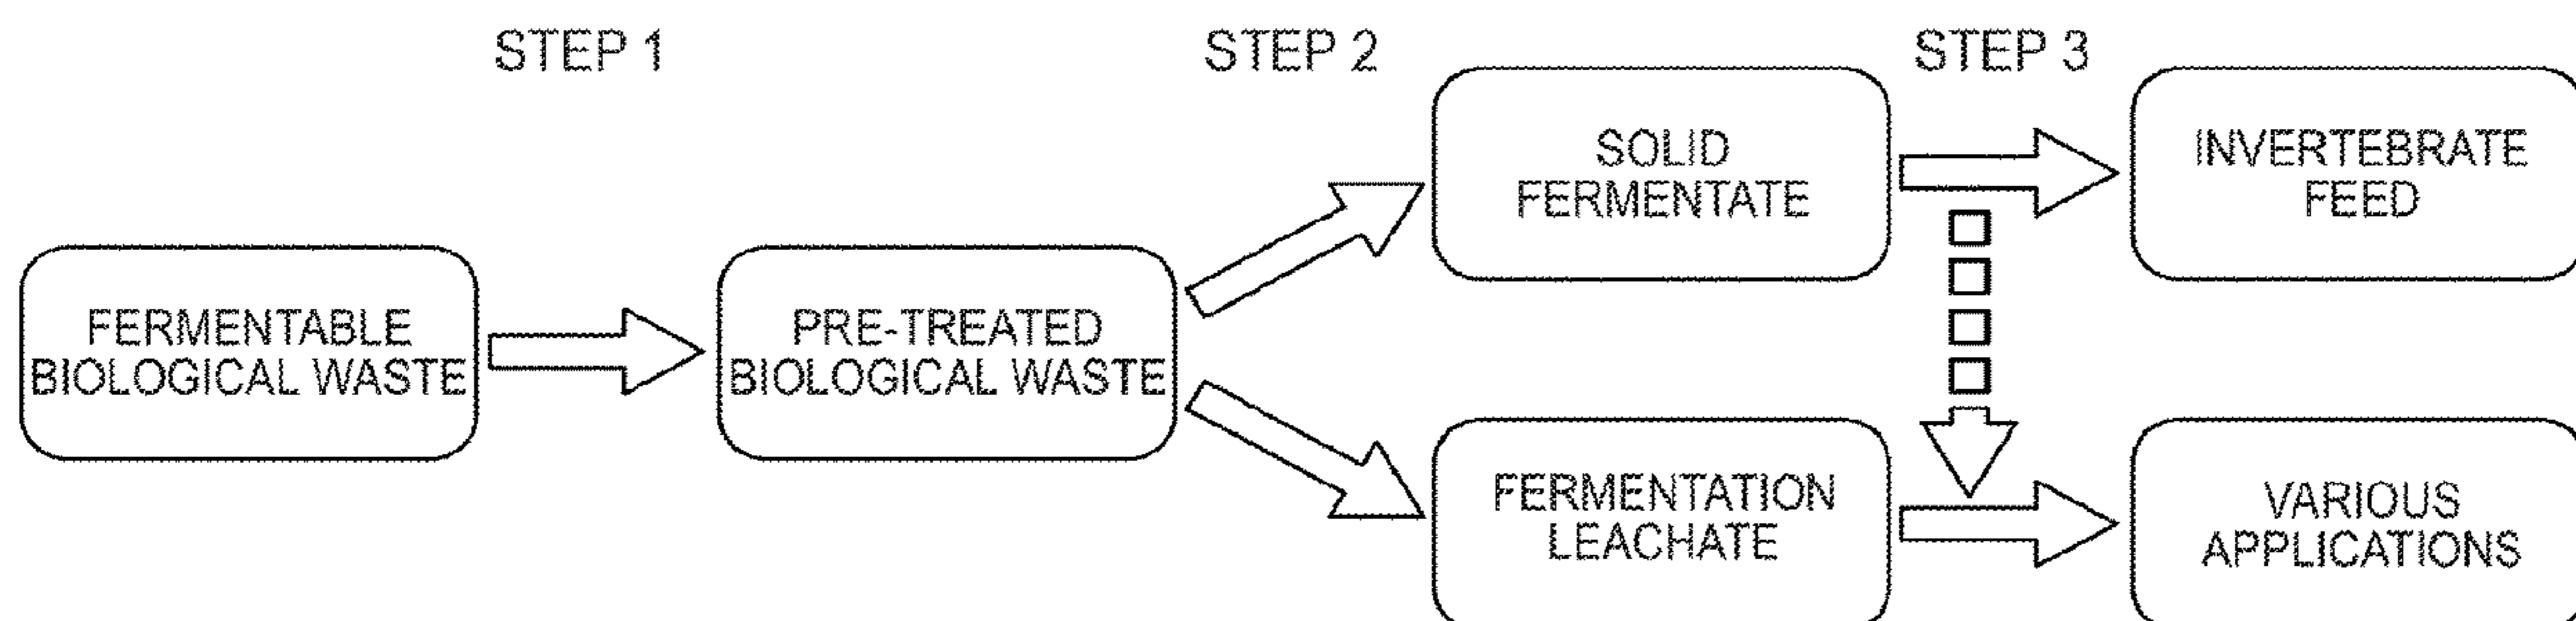 STEP 1
STEP 2
STEP 3
FERMENTABLE
BIOLOGICAL WASTE
PRE-TREATED
BIOLOGICAL WASTE
SOLID
FERMENTATE
INVERTEBRATE
FEED
FERMENTATION
LEACHATE
VARIOUS
APPLICATIONS